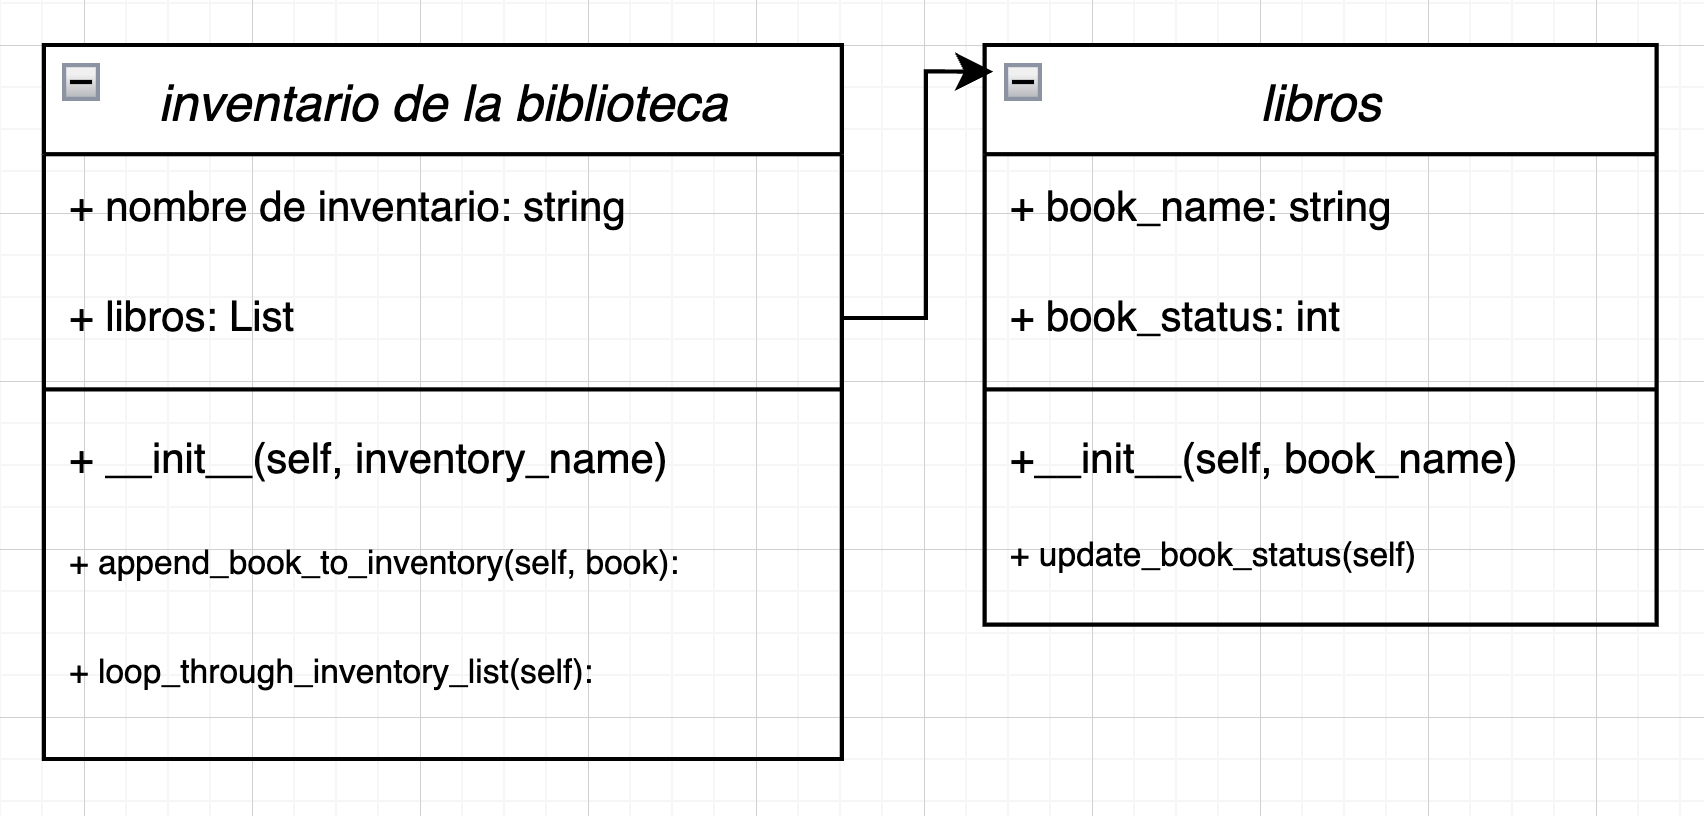 inventario de la biblioteca
+ nombre de inventario: string
+ libros: List
+ __init__(self, inventory_name)
+ append_book_to_inventory(self, book):
+ loop_through_inventory_list(self):
libros
+ book_name: string
+ book_status: int
+__init__(self, book_name)
+ update_book_status(self)